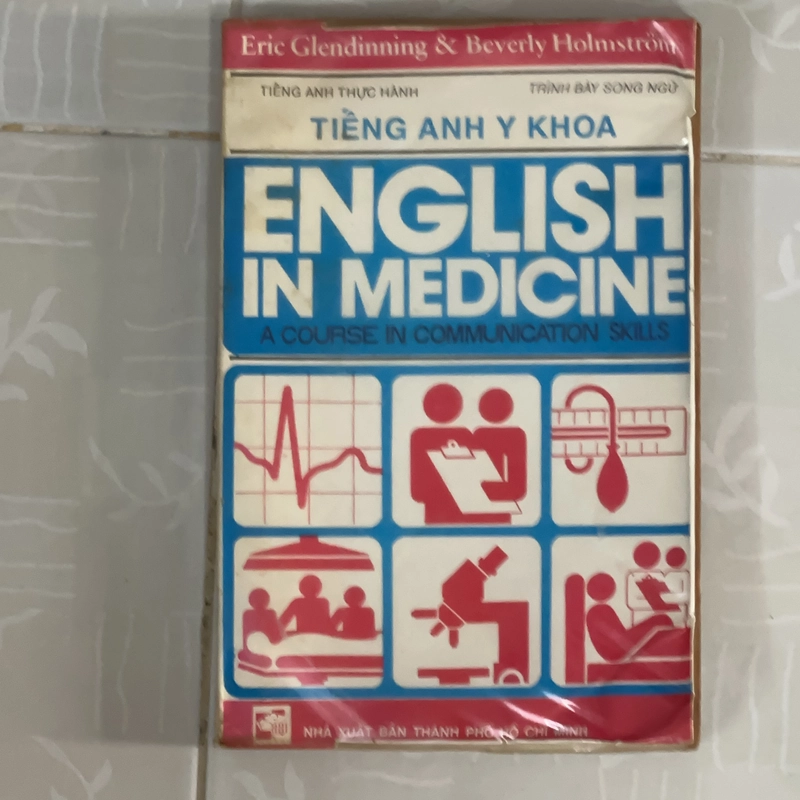 Eric Glendinning & Beverly Holmström
TIẾNG ANH THỰC HÀNH
TRÌNH BÀY SONG NGỮ
TIẾNG ANH Y KHOA
ENGLISH
IN MEDICINE
A COURSE IN COMMUNICATION SKILLS
NHÀ XUẤT BẢN THÀNH PHỐ HỒ CHÍ MINH